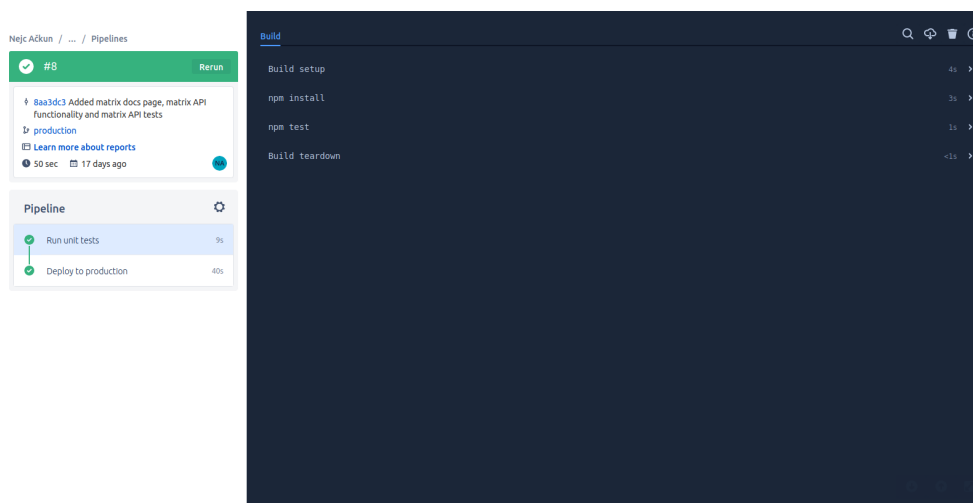 Nejc Ačkun / ... / Pipelines
#8
Rerun
8aa3dc3 Added matrix docs page, matrix API
functionality and matrix API tests
production
Learn more about reports
50 sec 17 days ago
NA
Pipeline
Run unit tests 9s
Deploy to production 40s
Build
Build setup 4s
npm install 3s
npm test 1s
Build teardown <1s